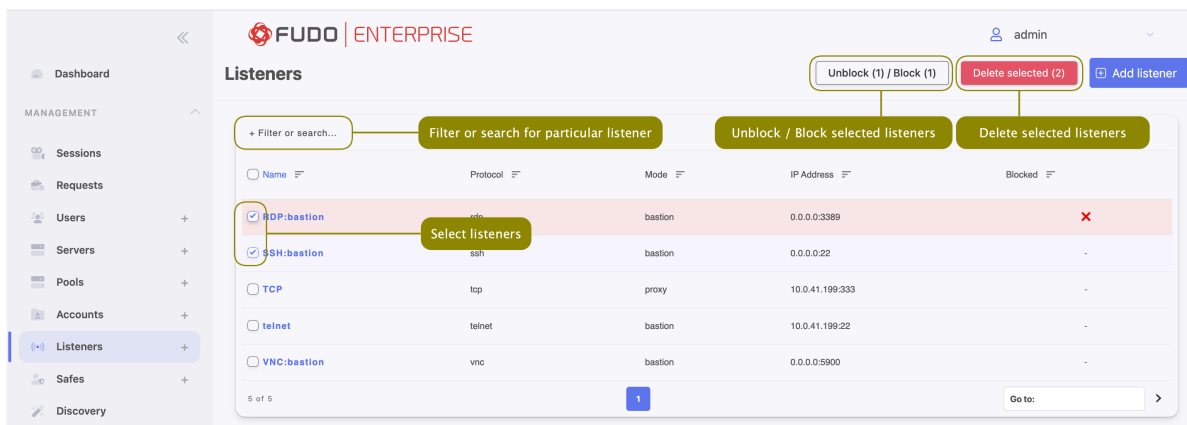 FUDO ENTERPRISE
admin
Dashboard
Listeners
Unblock (1) / Block (1)
Delete selected (2)
Add listener
MANAGEMENT
+ Filter or search...
Filter or search for particular listener
Unblock / Block selected listeners
Delete selected listeners
Sessions
Requests
Users +
Servers +
Pools +
Accounts +
Listeners +
Safes +
Discovery
Name Protocol Mode IP Address Blocked
RDP:bastion rdp bastion 0.0.0.0:3389
Select listeners
SSH:bastion ssh bastion 0.0.0.0:22 -
TCP tcp proxy 10.0.41.199:333 -
telnet telnet bastion 10.0.41.199:22 -
VNC:bastion vnc bastion 0.0.0.0:5900 -
5 of 5
1
Go to: